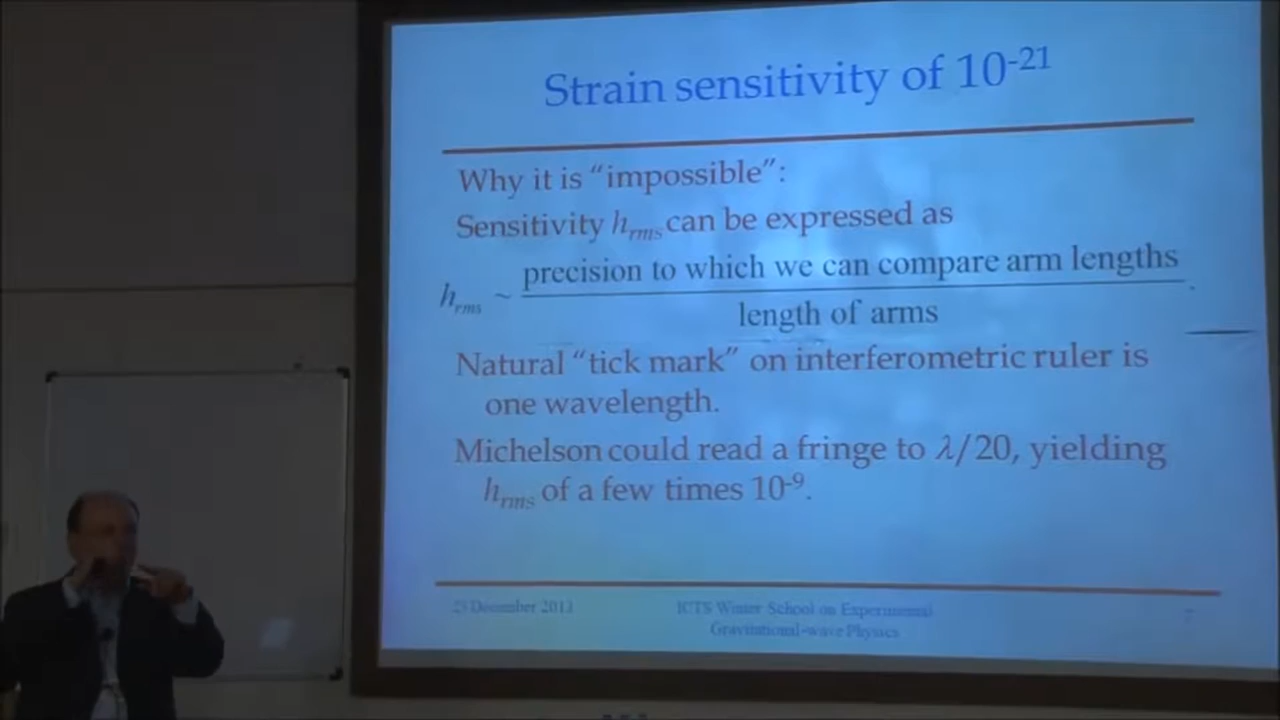 Strain sensitivity of 10⁻²¹
Why it is “impossible”:
Sensitivity hᵣₘₛ can be expressed as
hᵣₘₛ ~ precision to which we can compare arm lengths
length of arms .
Natural “tick mark” on interferometric ruler is
one wavelength.
Michelson could read a fringe to λ/20, yielding
hᵣₘₛ of a few times 10⁻⁹.
December 2013
ICTS Winter School on Experimental
Gravitational-wave Physics
7